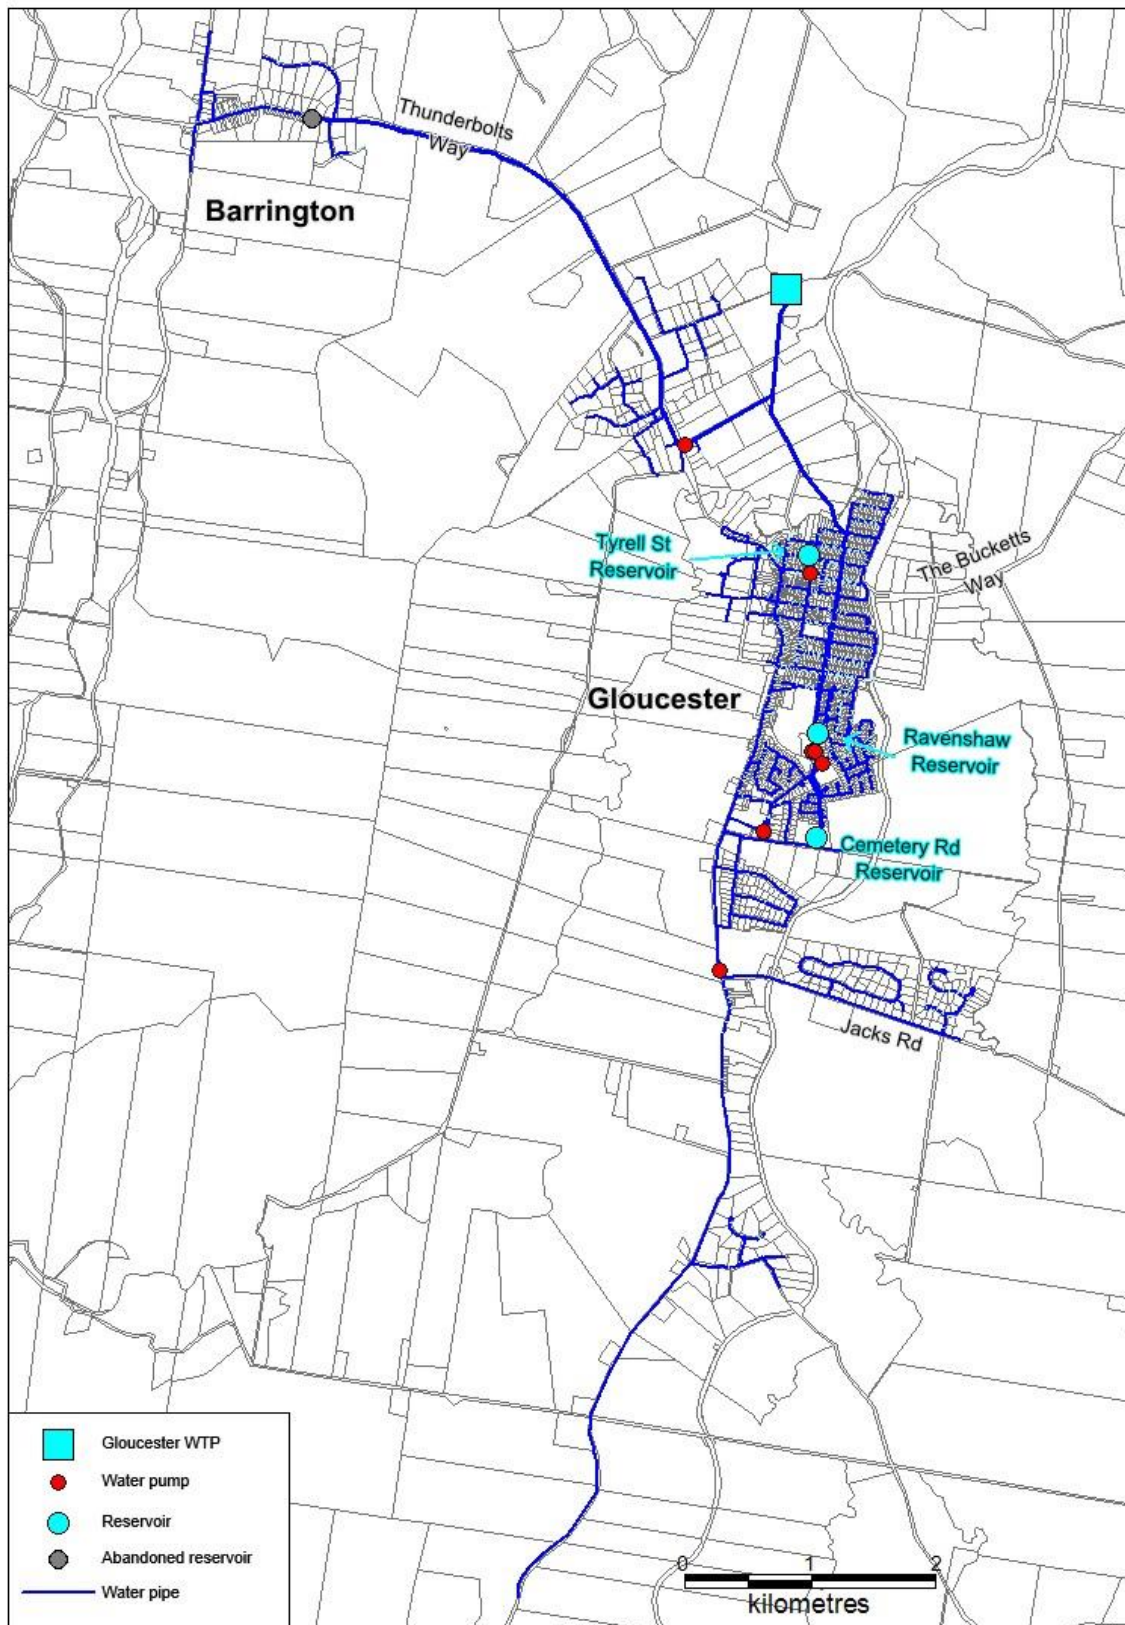 Thunderbolts
Way
Barrington
Tyrell St
Reservoir
The Bucketts
Way
Gloucester
Ravenshaw
Reservoir
Cemetery Rd
Reservoir
Jacks Rd
Gloucester WTP
Water pump
Reservoir
Abandoned reservoir
Water pipe
0 1 2
kilometres